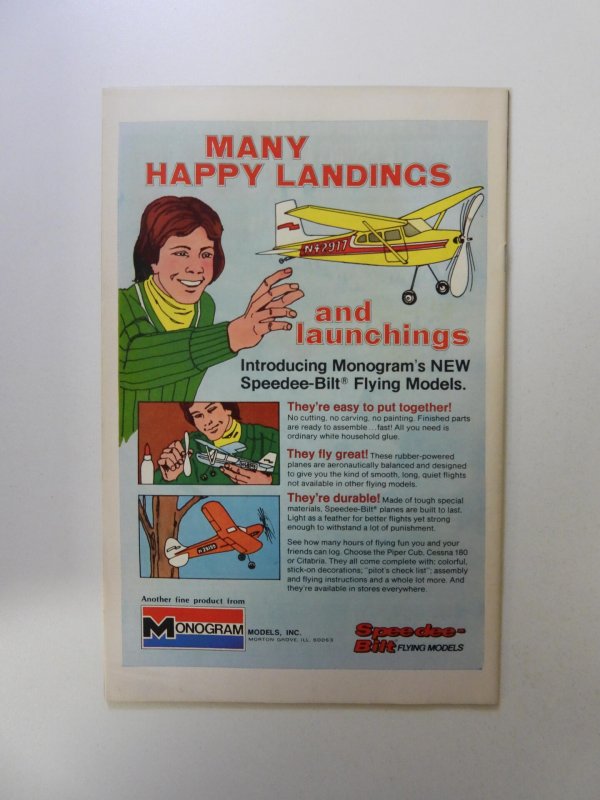 MANY
HAPPY LANDINGS
N42917
and
launchings
Introducing Monogram's NEW
Speedee-Bilt® Flying Models.
They're easy to put together!
No cutting, no carving, no painting. Finished parts
are ready to assemble...fast! All you need is
ordinary white household glue.
They fly great! These rubber-powered
planes are aeronautically balanced and designed
to give you the kind of smooth, long, quiet flights
not available in other flying models.
They're durable! Made of tough special
materials, Speedee-Bilt® planes are built to last.
Light as a feather for better flights yet strong
enough to withstand a lot of punishment.
See how many hours of flying fun you and your
friends can log. Choose the Piper Cub, Cessna 180
or Citabria. They all come complete with: colorful,
stick-on decorations; "pilot's check list"; assembly
and flying instructions and a whole lot more. And
they're available in stores everywhere.
Another fine product from
MONOGRAM MODELS, INC.
MORTON GROVE, ILL. 60053
Speedee-
Bilt FLYING MODELS